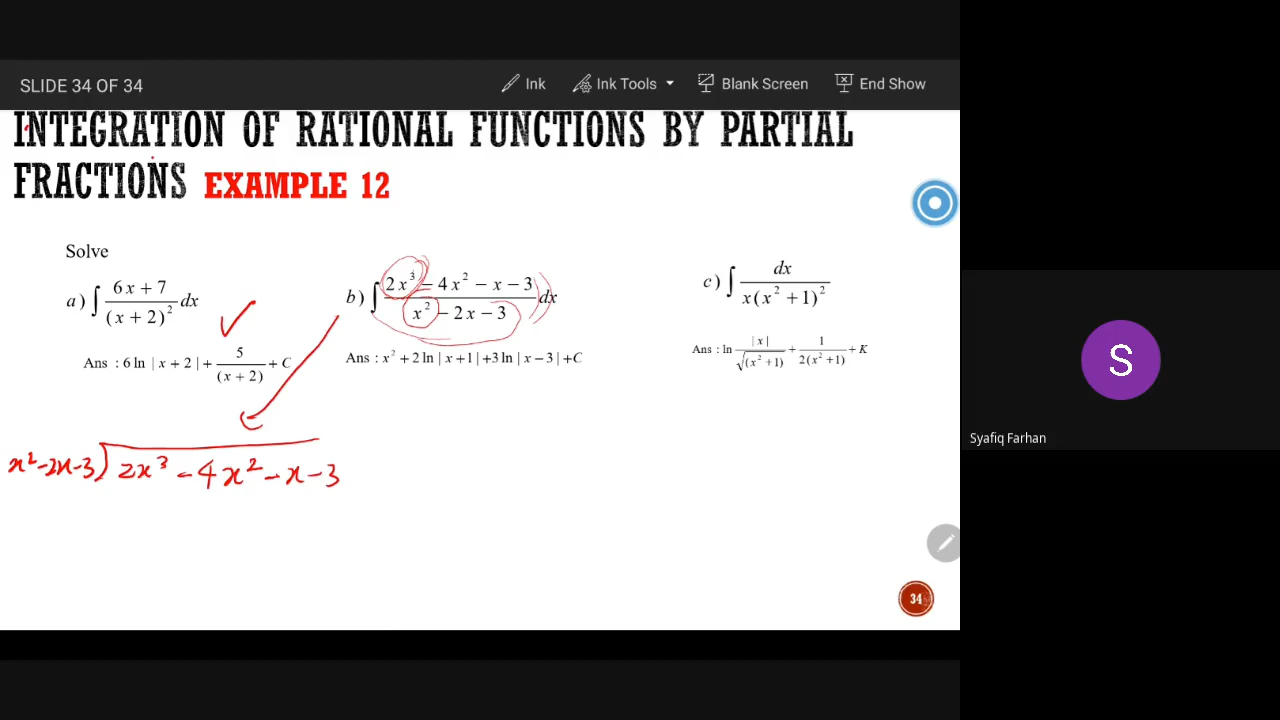 SLIDE 34 OF 34
Ink
Ink Tools
Blank Screen
End Show
INTEGRATION OF RATIONAL FUNCTIONS BY PARTIAL
FRACTIONS EXAMPLE 12
Solve
a) ∫ (6x + 7)/(x + 2)² dx
Ans : 6 ln | x + 2 | + 5/(x + 2) + C
b) ∫ (2x³ − 4x² − x − 3)/(x² − 2x − 3) dx
Ans : x² + 2 ln | x + 1 | + 3 ln | x − 3 | + C
c) ∫ dx/(x(x² + 1)²)
Ans : ln |x|/√(x² + 1) + 1/(2(x² + 1)) + K
x² − 2x − 3 ) 2x³ − 4x² − x − 3
34
S
Syafiq Farhan